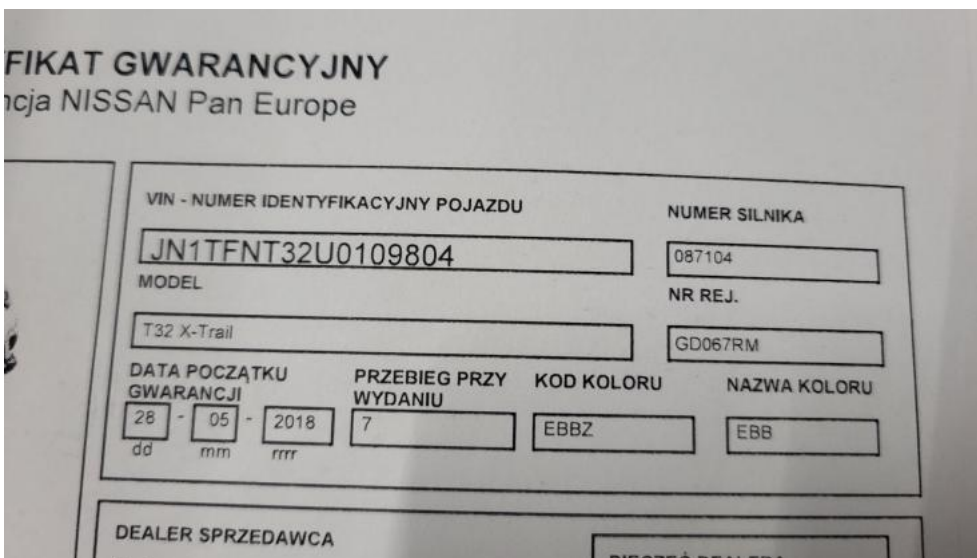 FIKAT GWARANCYJNY
ncja NISSAN Pan Europe
VIN - NUMER IDENTYFIKACYJNY POJAZDU
JN1TFNT32U0109804
NUMER SILNIKA
087104
MODEL
T32 X-Trail
NR REJ.
GD067RM
DATA POCZĄTKU
GWARANCJI
28 - 05 - 2018
dd mm rrrr
PRZEBIEG PRZY
WYDANIU
7
KOD KOLORU
EBBZ
NAZWA KOLORU
EBB
DEALER SPRZEDAWCA
PIECZĘĆ DEALERA